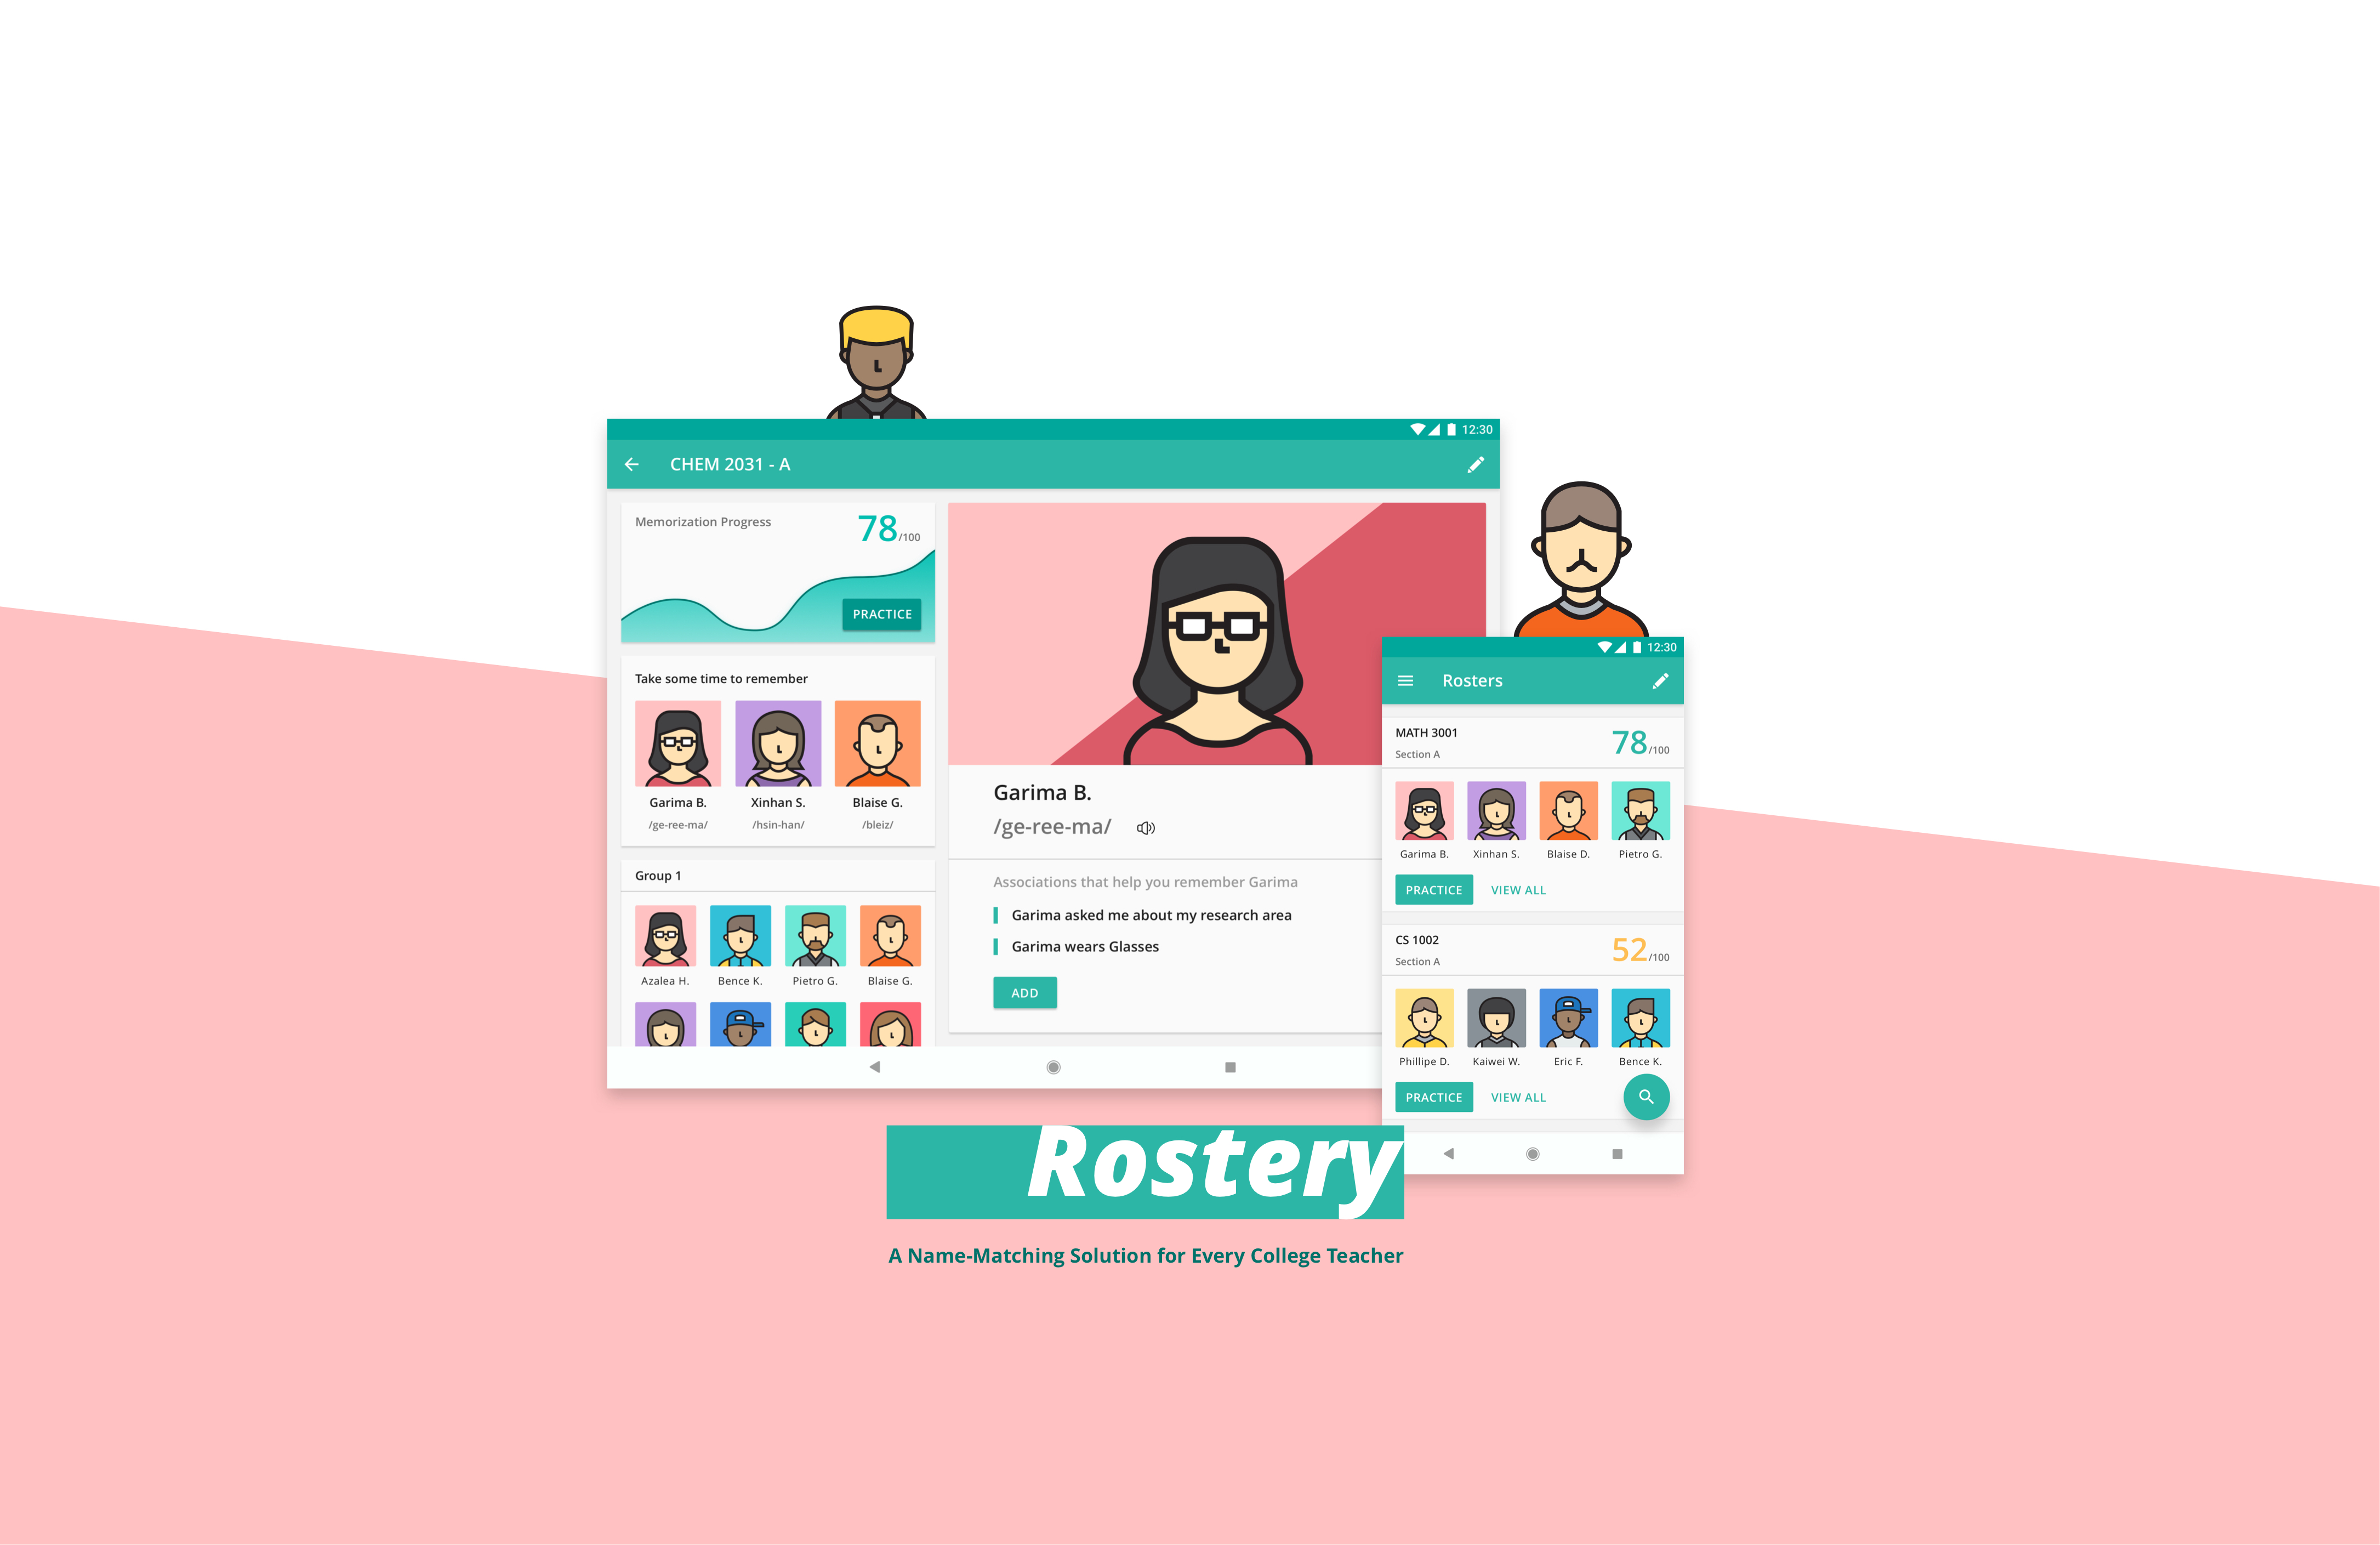 12:30
CHEM 2031 - A
Memorization Progress
78/100
PRACTICE
Take some time to remember
Garima B.
Xinhan S.
Blaise G.
/ge-ree-ma/
/hsin-han/
/bleiz/
Group 1
Azalea H.
Bence K.
Pietro G.
Blaise G.
Garima B.
/ge-ree-ma/
Associations that help you remember Garima
Garima asked me about my research area
Garima wears Glasses
ADD
12:30
Rosters
MATH 3001
78/100
Section A
Garima B.
Xinhan S.
Blaise D.
Pietro G.
PRACTICE
VIEW ALL
CS 1002
52/100
Section A
Phillipe D.
Kaiwei W.
Eric F.
Bence K.
PRACTICE
VIEW ALL
Rostery
A Name-Matching Solution for Every College Teacher